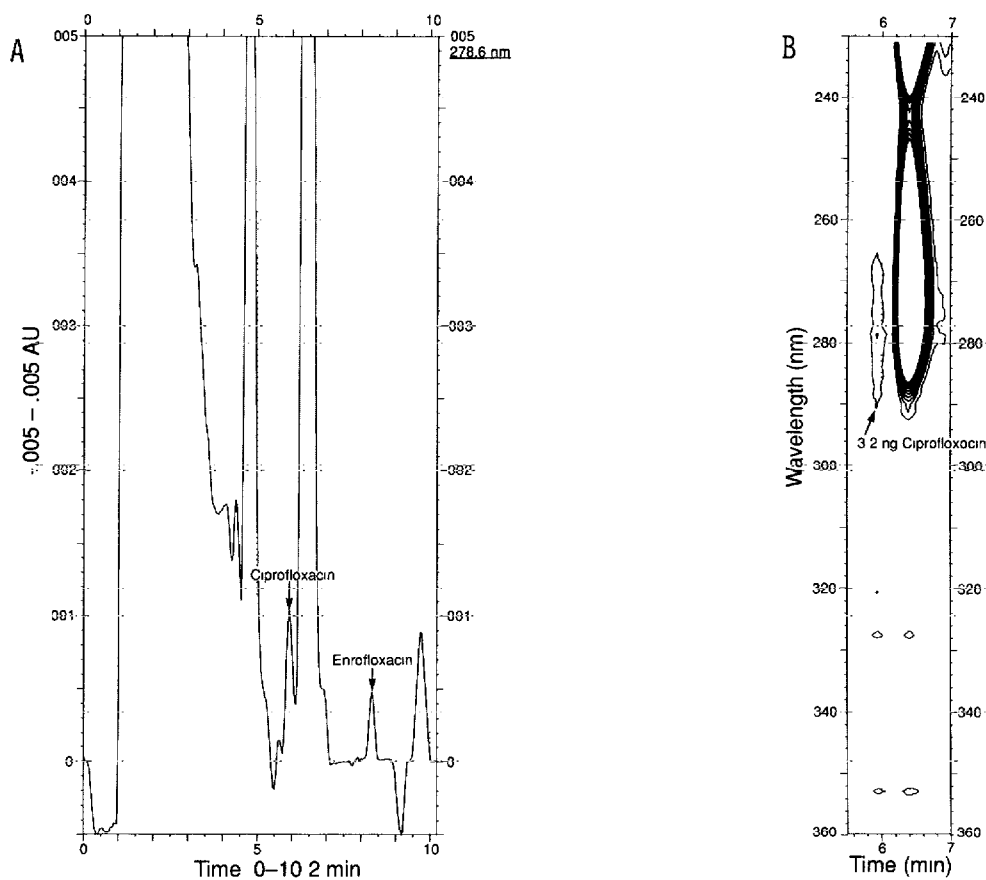 A
0 5 10
005 005
278.6 nm
004 004
003 003
.005 – .005 AU
002 002
Ciprofloxacin
001 001
Enrofloxacin
0 0
0 5 10
Time 0–10 2 min
B
6 7
240 240
260 260
280 280
Wavelength (nm)
3 2 ng Ciprofloxocin
300 300
320 320
340 340
360 360
6 7
Time (min)